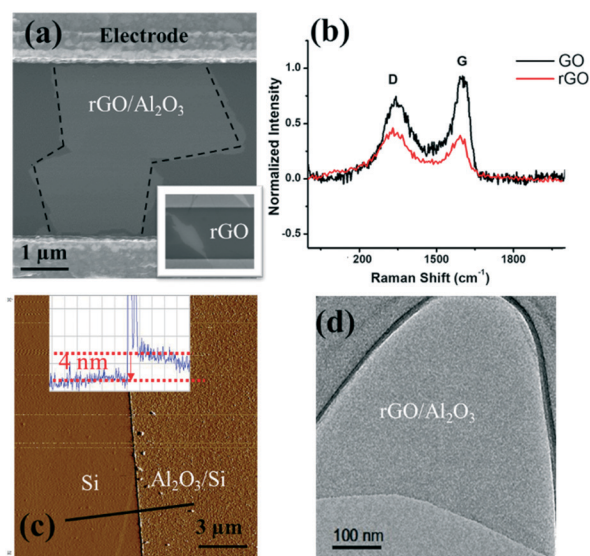 (a)
Electrode
rGO/Al₂O₃
rGO
1 µm
(b)
D
G
GO
rGO
Normalized Intensity
1.0
0.5
0.0
-0.5
200
1600
1800
Raman Shift (cm⁻¹)
4 nm
Si
Al₂O₃/Si
(c)
3 µm
(d)
rGO/Al₂O₃
100 nm